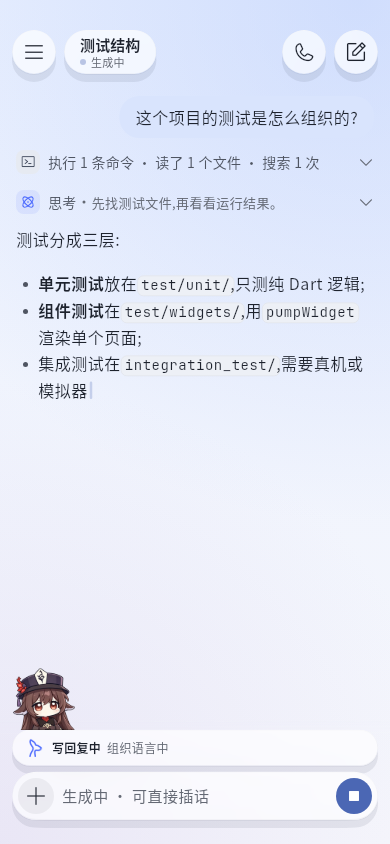 测试结构
生成中
这个项目的测试是怎么组织的?
执行 1 条命令 · 读了 1 个文件 · 搜索 1 次
思考 · 先找测试文件,再看看运行结果。
测试分成三层:
• 单元测试放在 test/unit/,只测纯 Dart 逻辑;
• 组件测试在 test/widgets/,用 pumpWidget
渲染单个页面;
• 集成测试在 integration_test/,需要真机或
模拟器
写回复中 组织语言中
生成中 · 可直接插话